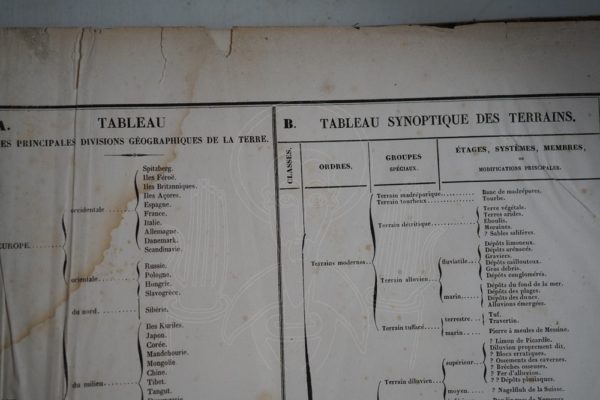 A.
TABLEAU
ES PRINCIPALES DIVISIONS GÉOGRAPHIQUES DE LA TERRE.
EUROPE
occidentale
Spitzberg.
Iles Féroé.
Iles Britanniques.
Iles Açores.
Espagne.
France.
Italie.
Allemagne.
Danemark.
Scandinavie.
orientale
Russie.
Pologne.
Hongrie.
Slavogrèce.
du nord.
Sibérie.
du milieu
Iles Kuriles.
Japon.
Corée.
Mandchourie.
Mongolie.
Chine.
Tibet.
Tangut.
B. TABLEAU SYNOPTIQUE DES TERRAINS.
CLASSES.
ORDRES.
GROUPES
SPÉCIAUX.
ÉTAGES, SYSTÈMES, MEMBRES,
OU
MODIFICATIONS PRINCIPALES.
Terrains modernes
Terrain madréparique
Banc de madrépores.
Terrain tourbeux
Tourbe.
Terrain détritique
Terre végétale.
Terres arides.
Eboulis.
Moraines.
? Sables salifères.
Terrain alluvien
fluviatile
Dépôts limoneux.
Dépôts arénacés.
Graviers.
Dépôts caillouteux.
Gros debris.
Dépôts conglomérés.
marin
Dépôts du fond de la mer.
Dépôts des plages.
Dépôts des dunes.
Alluvions émergées.
Terrain tuffacé
terrestre
Tuf.
Travertin.
marin
Pierre à meules de Messine.
Terrain diluvien
supérieur
? Limon de Picardie.
Diluvion proprement dit.
? Blocs erratiques.
? Ossements des cavernes.
? Brèches osseuses.
? Fer d'alluvion.
? ? Dépôts ponsiaques.
moyen
? Nagelfluh de la Suisse.